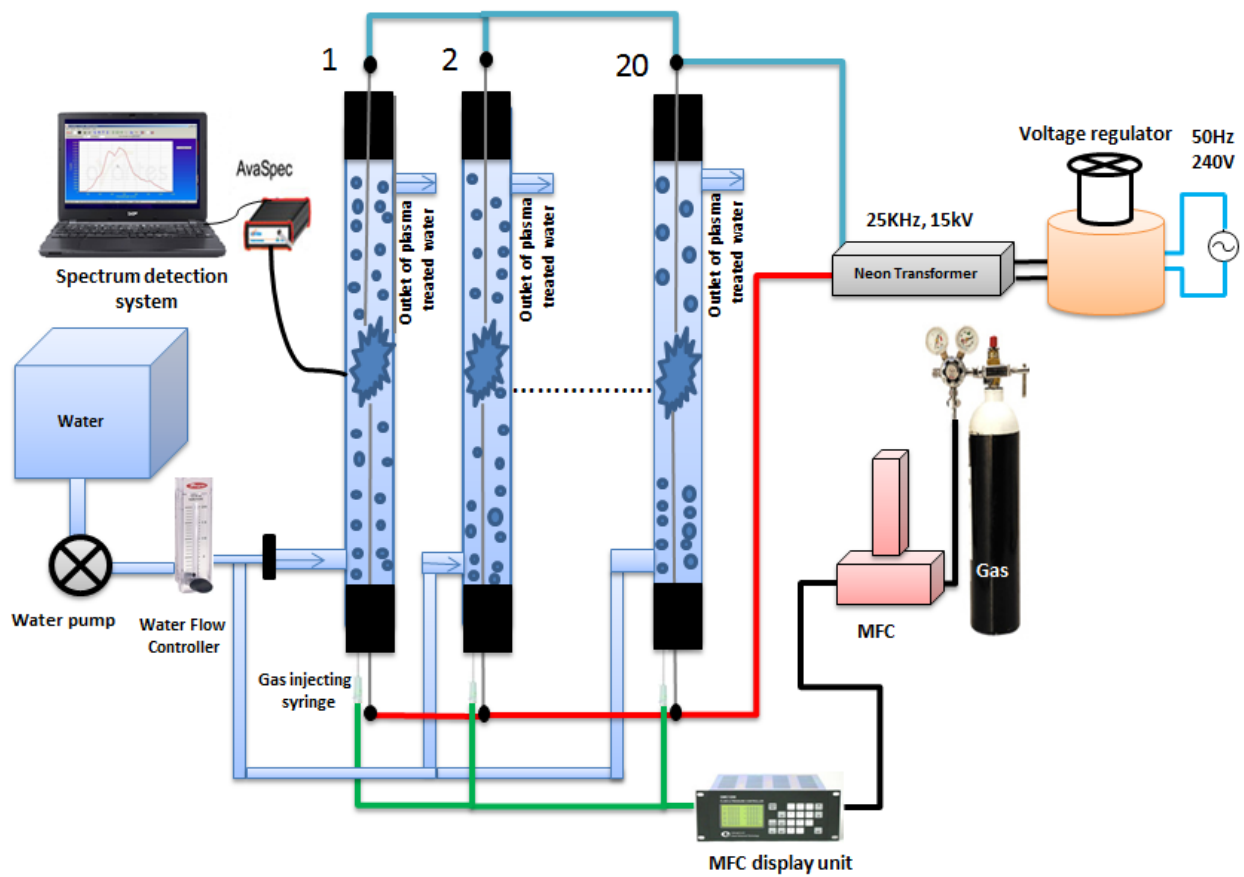 1
2
20
Voltage regulator
50Hz
240V
AvaSpec
25KHz, 15kV
Neon Transformer
Outlet of plasma
treated water
Outlet of plasma
treated water
Outlet of plasma
treated water
Spectrum detection
system
Water
Gas
MFC
Water pump
Water Flow
Controller
Gas injecting
syringe
MFC display unit